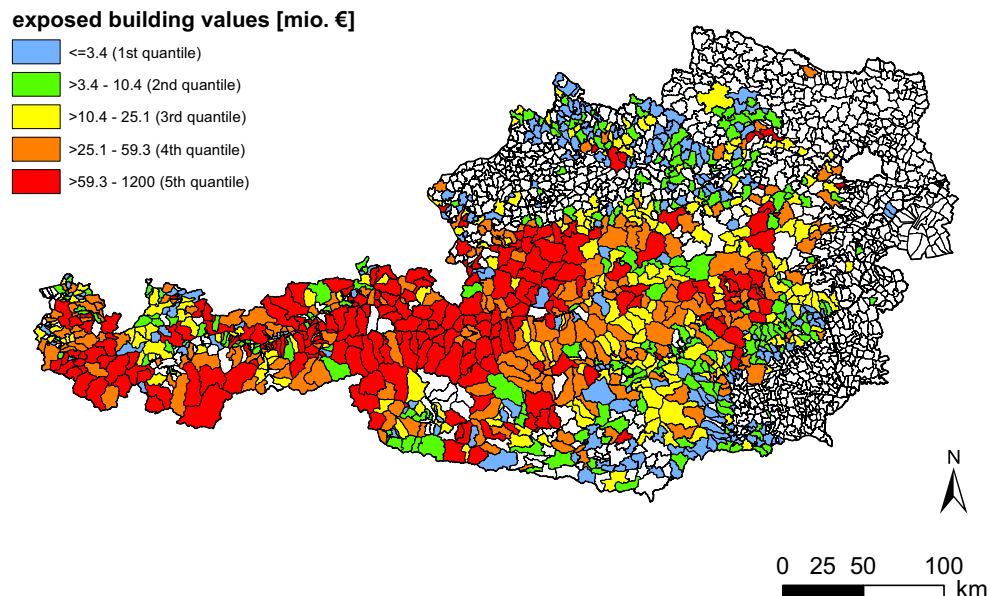 exposed building values [mio. €]
<=3.4 (1st quantile)
>3.4 - 10.4 (2nd quantile)
>10.4 - 25.1 (3rd quantile)
>25.1 - 59.3 (4th quantile)
>59.3 - 1200 (5th quantile)
N
0 25 50 100
km